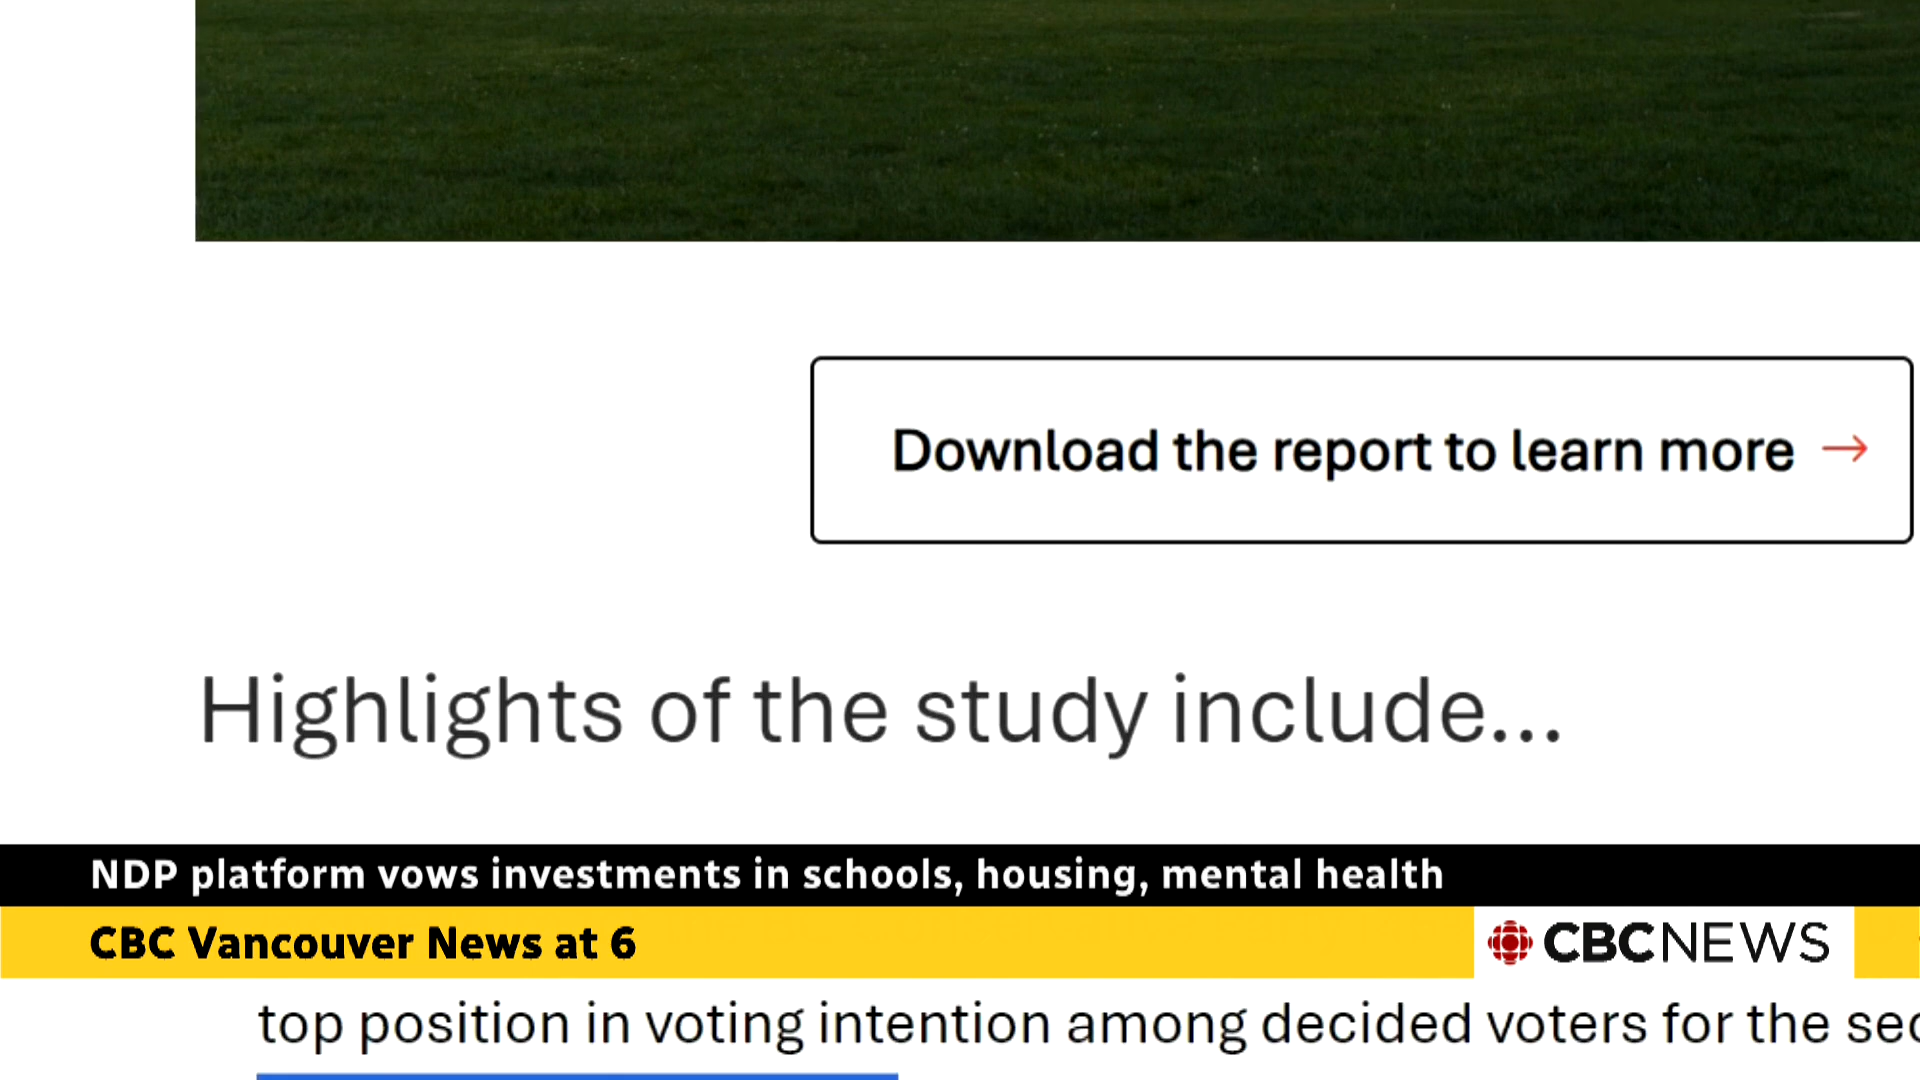 Download the report to learn more →
Highlights of the study include...
NDP platform vows investments in schools, housing, mental health
CBC Vancouver News at 6
CBCNEWS
top position in voting intention among decided voters for the